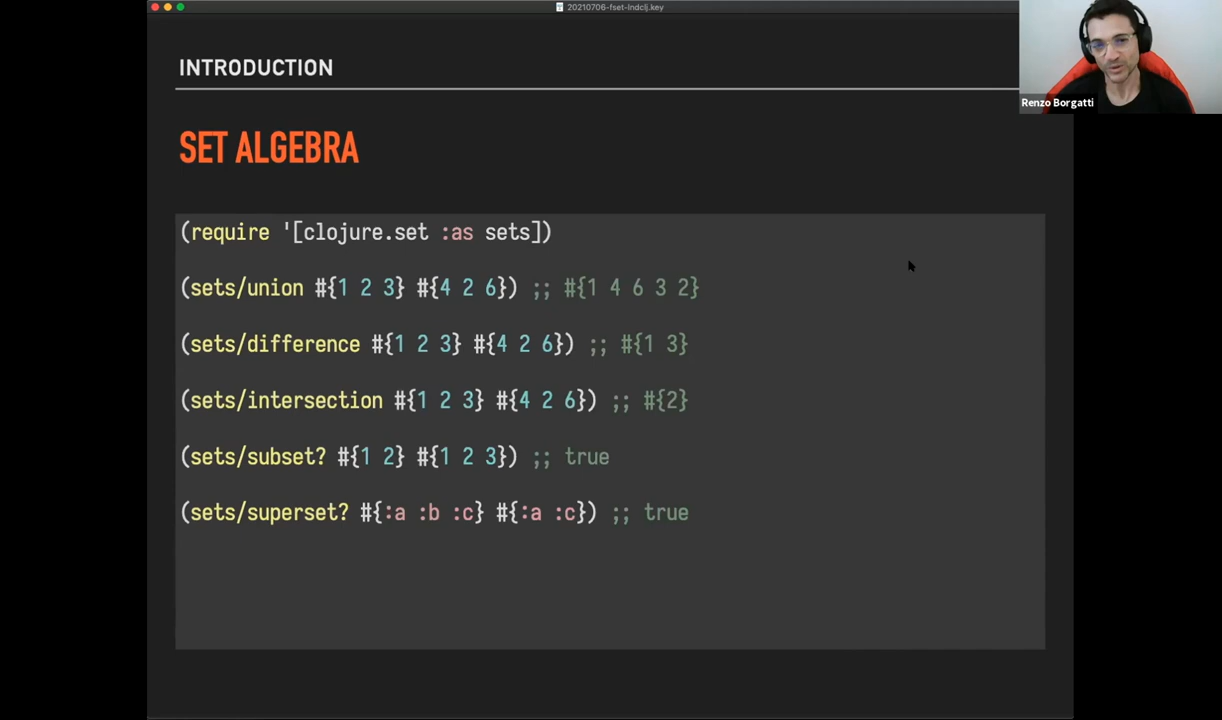 20210706-fset-lndclj.key
INTRODUCTION
Renzo Borgatti
SET ALGEBRA
(require '[clojure.set :as sets])
(sets/union #{1 2 3} #{4 2 6}) ;; #{1 4 6 3 2}
(sets/difference #{1 2 3} #{4 2 6}) ;; #{1 3}
(sets/intersection #{1 2 3} #{4 2 6}) ;; #{2}
(sets/subset? #{1 2} #{1 2 3}) ;; true
(sets/superset? #{:a :b :c} #{:a :c}) ;; true